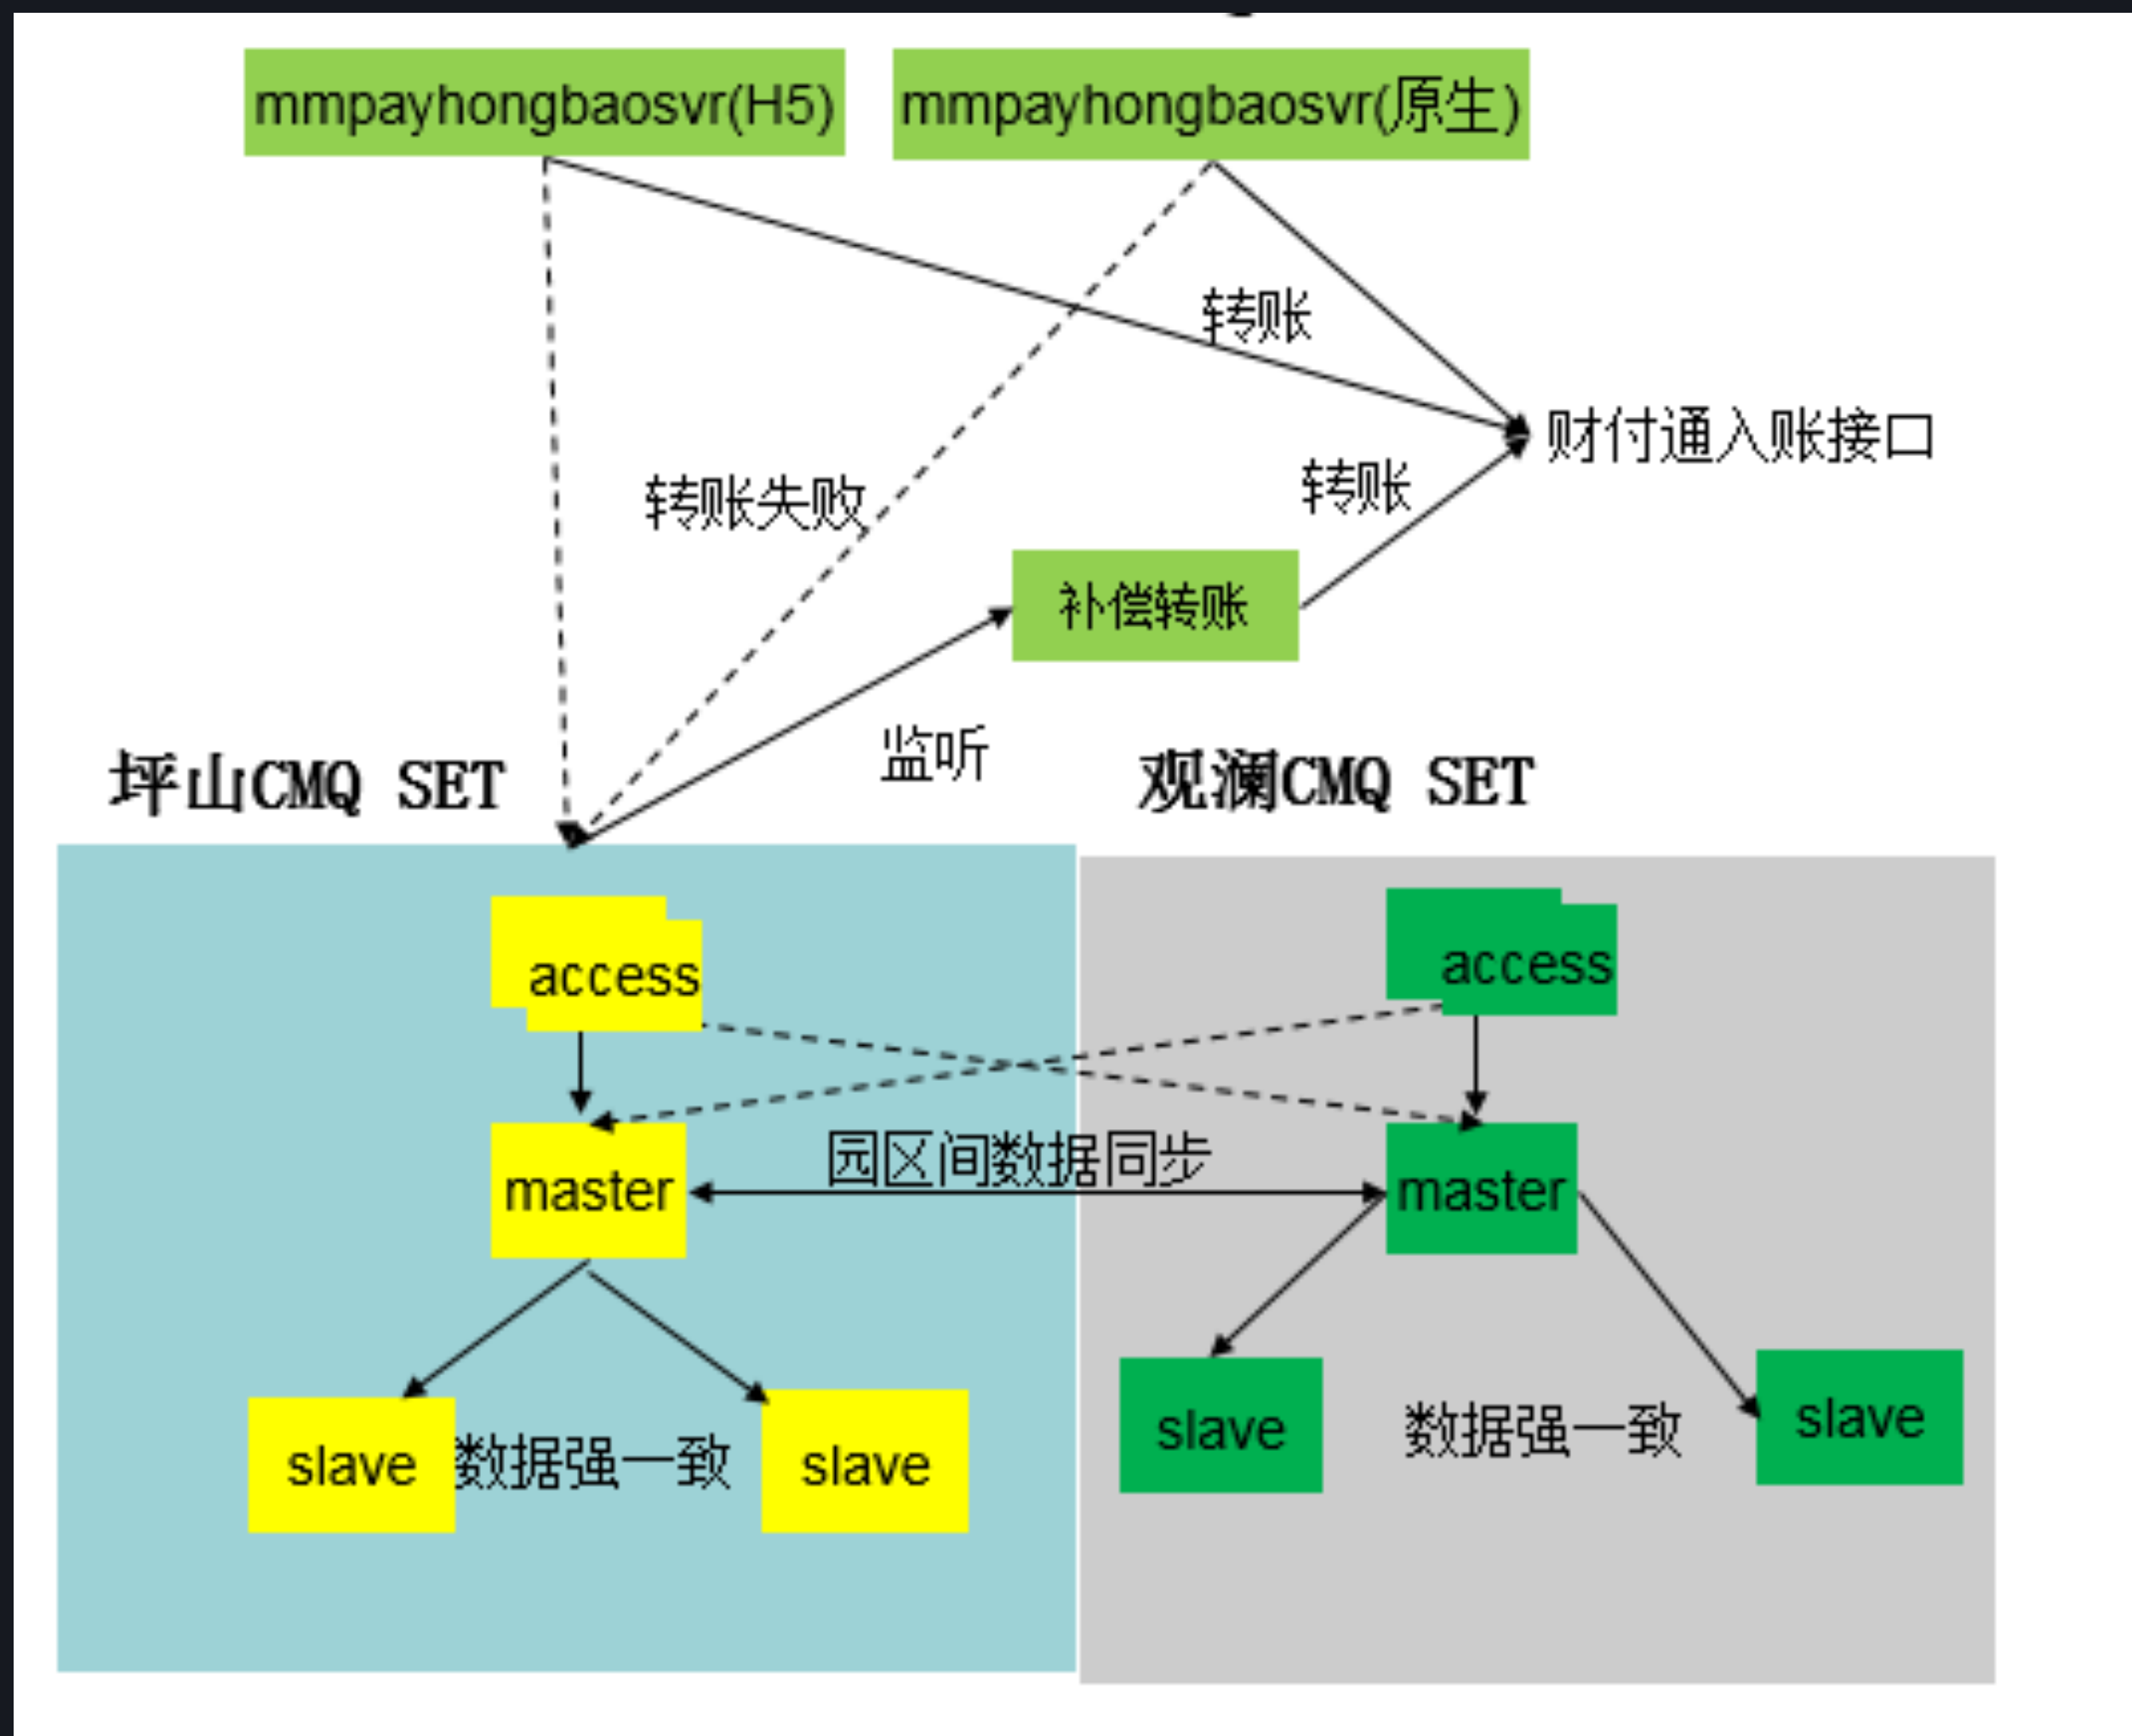 mmpayhongbaosvr(H5)
mmpayhongbaosvr(原生)
转账
财付通入账接口
转账
转账失败
补偿转账
监听
坪山CMQ SET
观澜CMQ SET
access
access
园区间数据同步
master
master
slave
数据强一致
slave
slave
数据强一致
slave